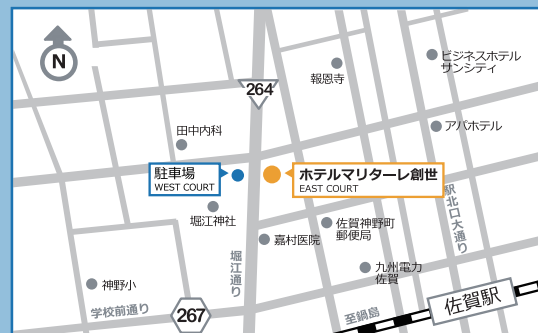 N
264
報恩寺
ビジネスホテル
サンシティ
田中内科
アパホテル
駐車場
WEST COURT
ホテルマリターレ創世
EAST COURT
堀江神社
嘉村医院
佐賀神野町
郵便局
駅北口大通り
堀江通り
九州電力
佐賀
神野小
学校前通り
267
至鍋島
佐賀駅